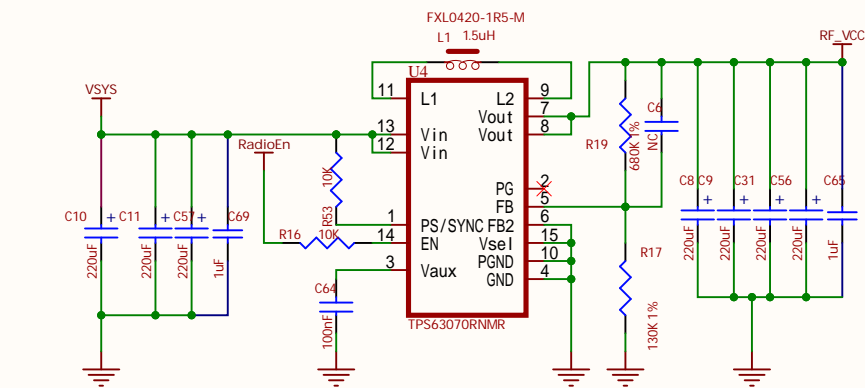 FXL0420-1R5-M
L1 1.5uH
RF_VCC
U4
VSYS
11 L1 L2 9
Vout 7
13 Vin Vout 8
12 Vin
RadioEn
C6
NC
R19
680K 1%
10K
R53
PG 2
FB 5
C10 C11 C57 C69
220uF 220uF 220uF 1uF
1 PS/SYNC FB2 6
R16 10K
14 EN Vsel 15
PGND 10
3 Vaux GND 4
C8 C9 C31 C56 C65
220uF 220uF 220uF 220uF 1uF
R17
130K 1%
C64
100nF
TPS63070RNMR